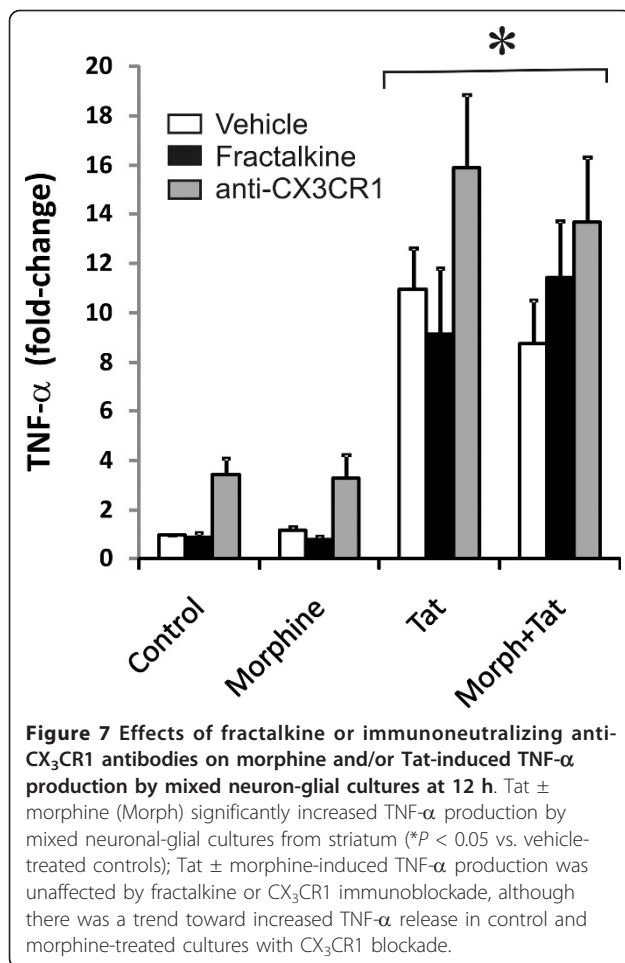 *
20
18
16
14
12
10
8
6
4
2
0
TNF-α (fold-change)
Vehicle
Fractalkine
anti-CX3CR1
Control
Morphine
Tat
Morph+Tat
Figure 7 Effects of fractalkine or immunoneutralizing anti-
CX₃CR1 antibodies on morphine and/or Tat-induced TNF-α
production by mixed neuron-glial cultures at 12 h. Tat ±
morphine (Morph) significantly increased TNF-α production by
mixed neuronal-glial cultures from striatum (*P < 0.05 vs. vehicle-
treated controls); Tat ± morphine-induced TNF-α production was
unaffected by fractalkine or CX₃CR1 immunoblockade, although
there was a trend toward increased TNF-α release in control and
morphine-treated cultures with CX₃CR1 blockade.